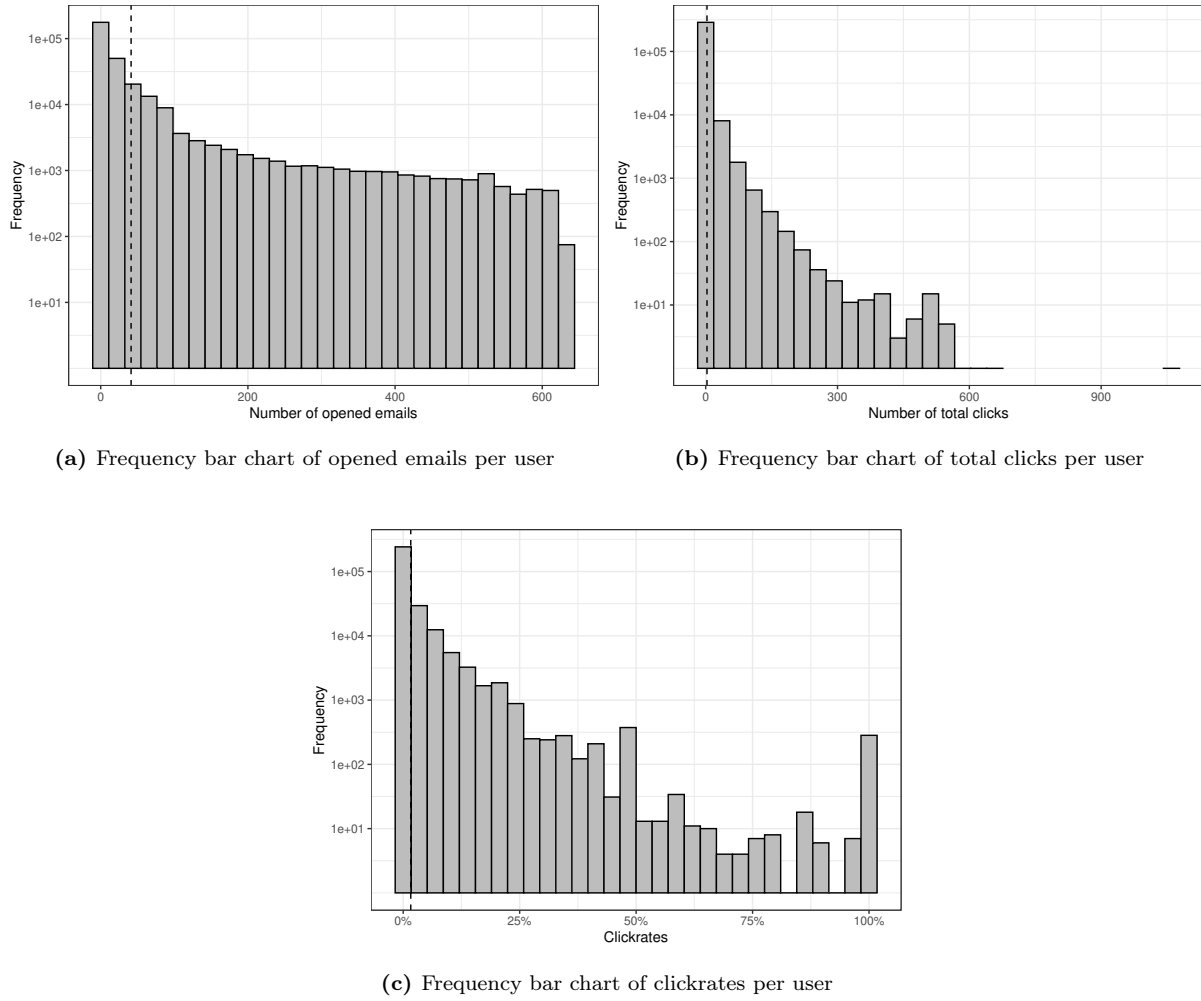 1e+05
1e+04
1e+03
1e+02
1e+01
Frequency
0
200
400
600
Number of opened emails
(a) Frequency bar chart of opened emails per user
1e+05
1e+04
1e+03
1e+02
1e+01
Frequency
0
300
600
900
Number of total clicks
(b) Frequency bar chart of total clicks per user
1e+05
1e+04
1e+03
1e+02
1e+01
Frequency
0%
25%
50%
75%
100%
Clickrates
(c) Frequency bar chart of clickrates per user